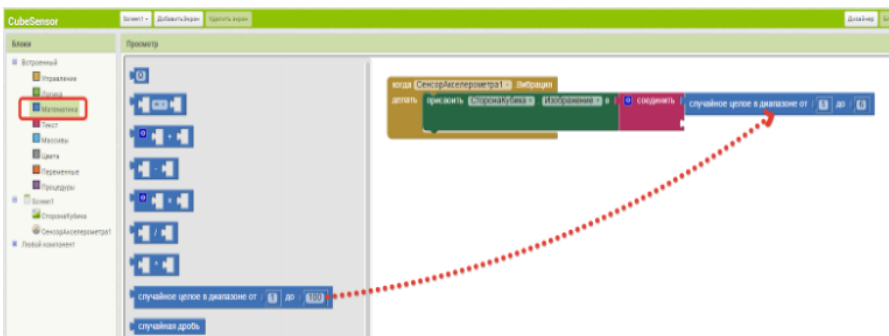 CubeSensor
Screen1
Добавить Экран
Удалить экран
Дизайнер
Блоки
Просмотр
Встроенный
Управление
Логика
Математика
Текст
Массивы
Цвета
Переменные
Процедуры
Screen1
СторонаКубика
СенсорАкселерометра1
Любой компонент
0
=
+
-
×
/
^
случайное целое в диапазоне от 1 до 100
случайная дробь
когда СенсорАкселерометра1 Вибрация
делать присвоить СторонаКубика . Изображение в соединить случайное целое в диапазоне от 1 до 6